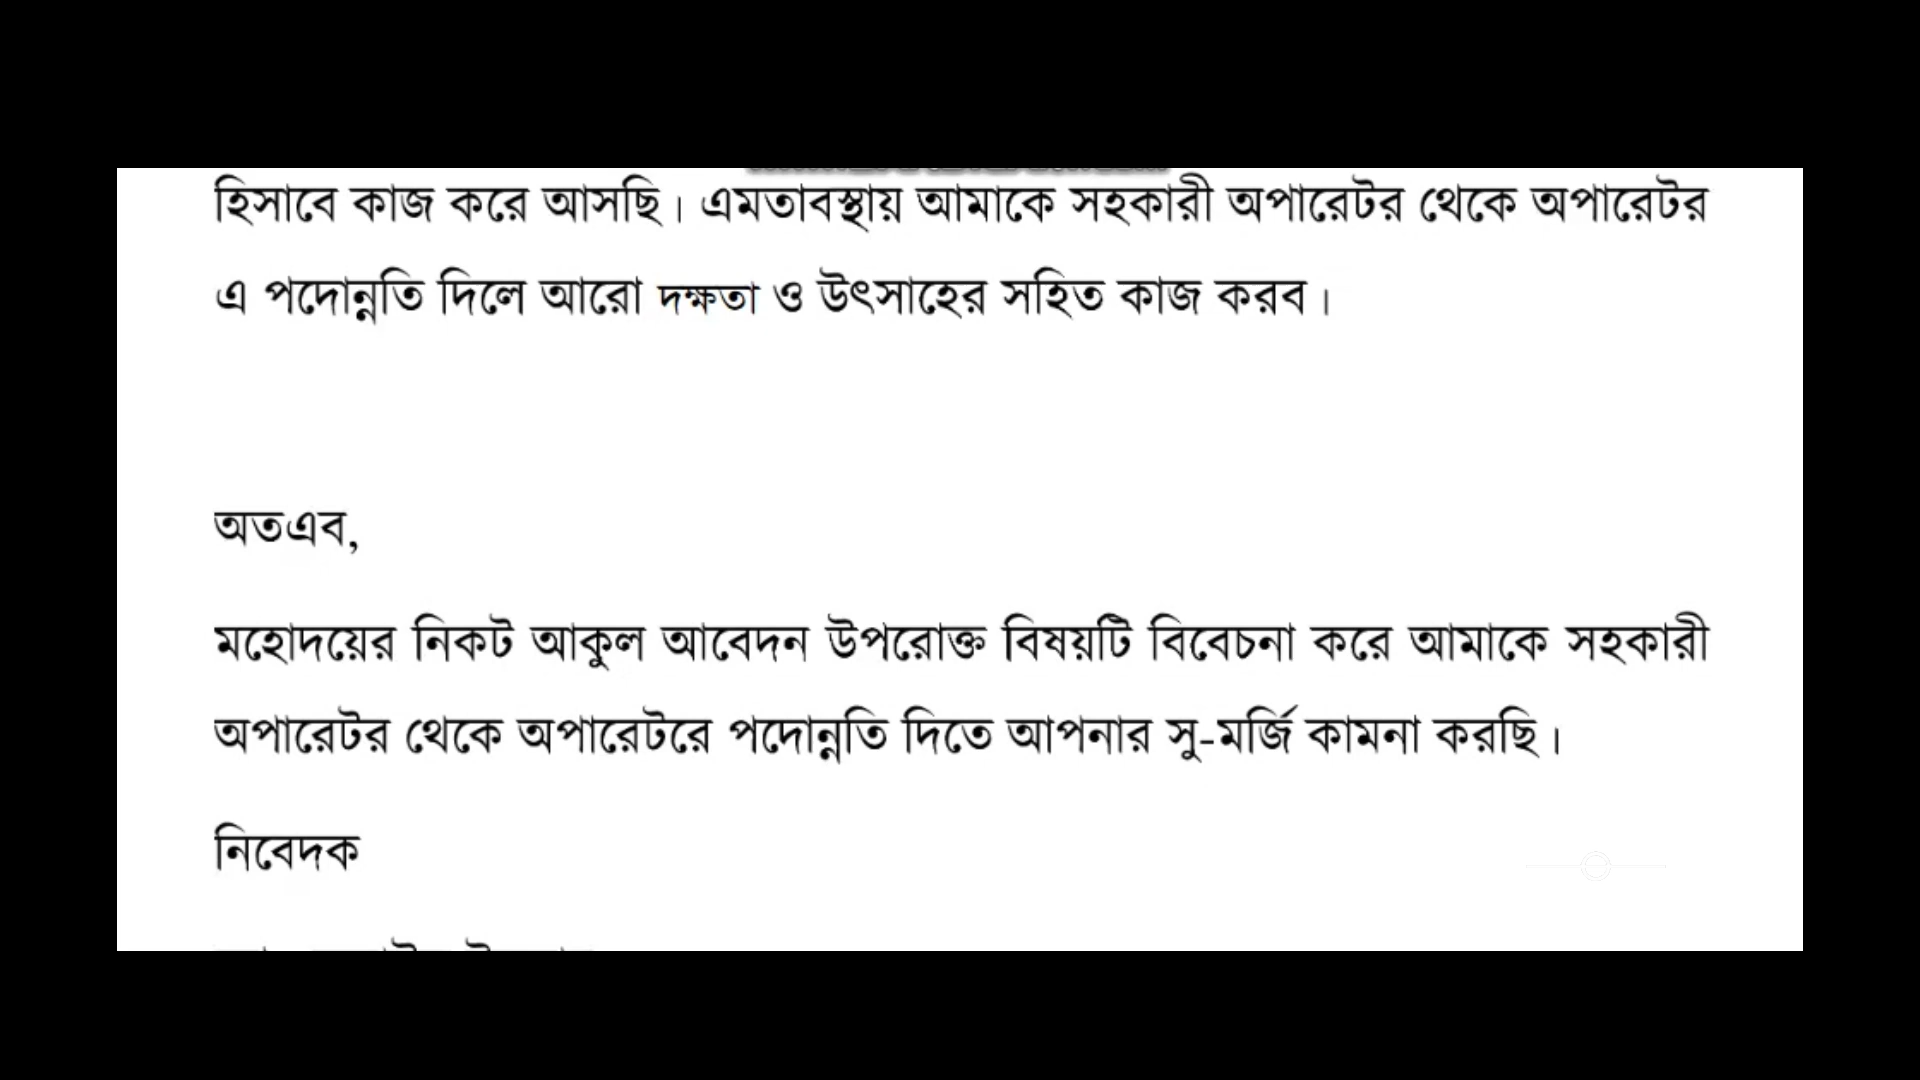 হিসাবে কাজ করে আসছি। এমতাবস্থায় আমাকে সহকারী অপারেটর থেকে অপারেটর
এ পদোন্নতি দিলে আরো দক্ষতা ও উৎসাহের সহিত কাজ করব।
অতএব,
মহোদয়ের নিকট আকুল আবেদন উপরোক্ত বিষয়টি বিবেচনা করে আমাকে সহকারী
অপারেটর থেকে অপারেটরে পদোন্নতি দিতে আপনার সু-মর্জি কামনা করছি।
নিবেদক